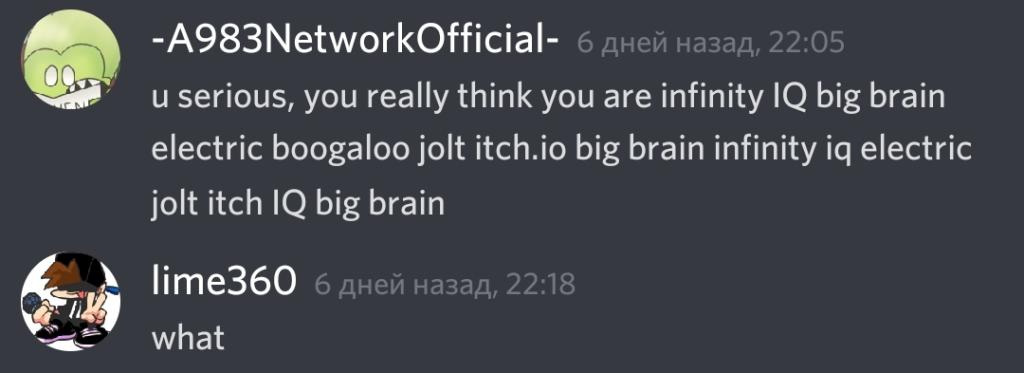 -A983NetworkOfficial- 6 дней назад, 22:05
u serious, you really think you are infinity IQ big brain
electric boogaloo jolt itch.io big brain infinity iq electric
jolt itch IQ big brain
lime360 6 дней назад, 22:18
what